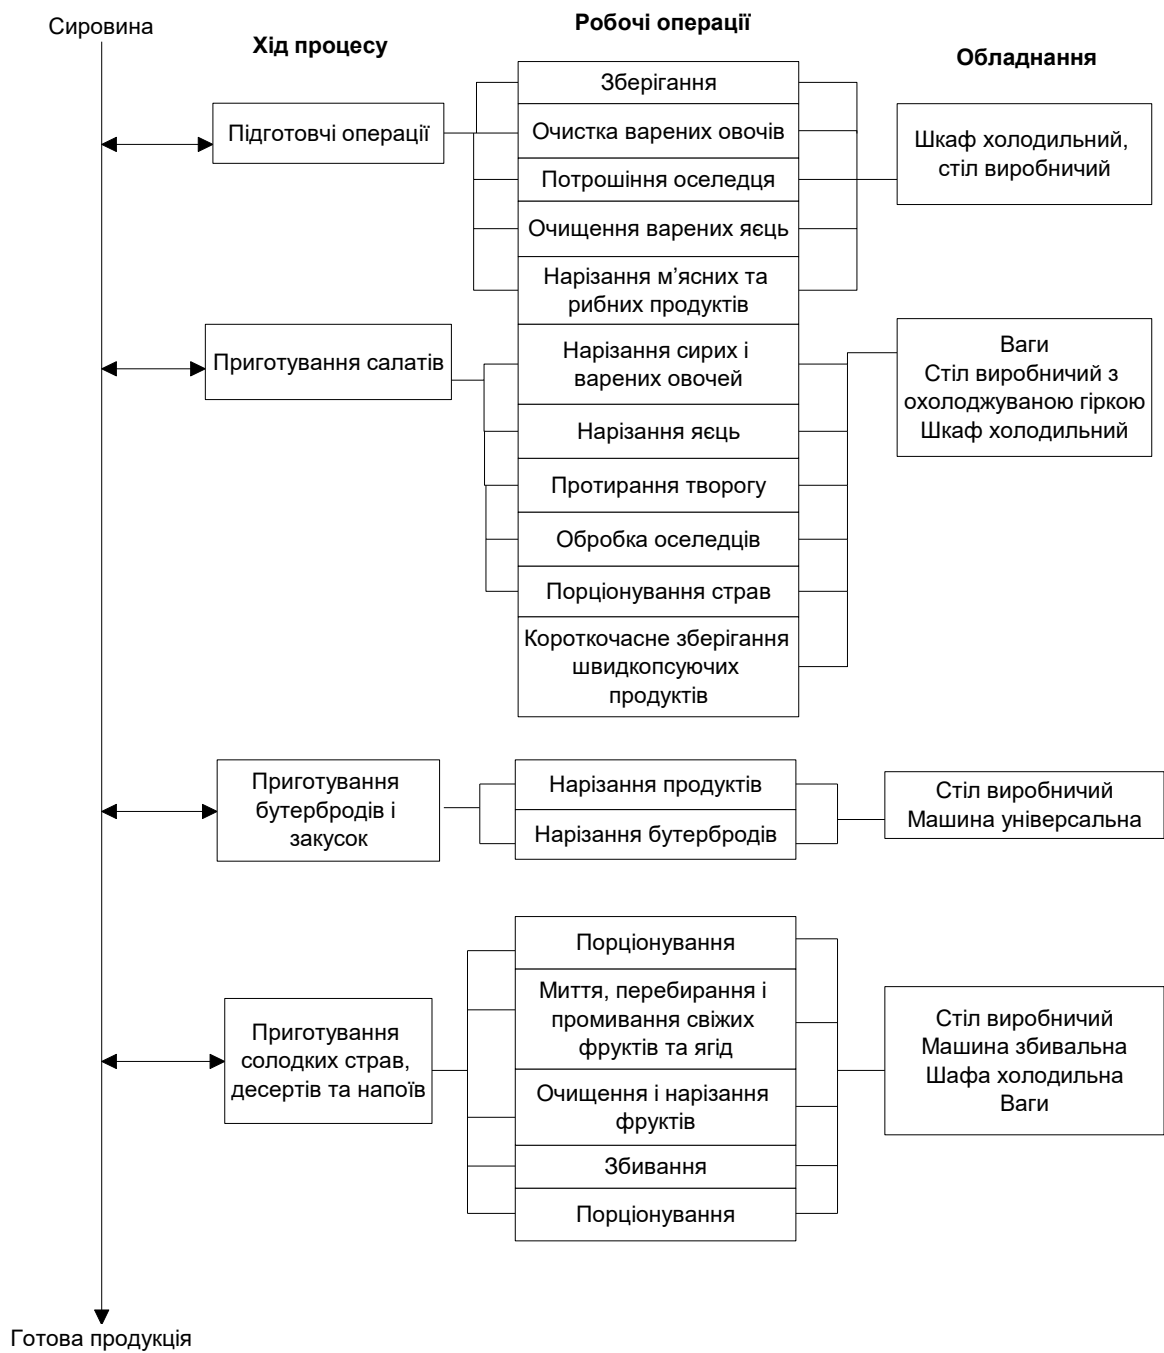 Сировина
Хід процесу
Робочі операції
Обладнання
Підготовчі операції
Зберігання
Очистка варених овочів
Потрошіння оселедця
Очищення варених яєць
Нарізання м’ясних та
рибних продуктів
Шкаф холодильний,
стіл виробничий
Приготування салатів
Нарізання сирих і
варених овочей
Нарізання яєць
Протирання творогу
Обробка оселедців
Порціонування страв
Короткочасне зберігання
швидкопсуючих
продуктів
Ваги
Стіл виробничий з
охолоджуваною гіркою
Шкаф холодильний
Приготування
бутербродів і
закусок
Нарізання продуктів
Нарізання бутербродів
Стіл виробничий
Машина універсальна
Приготування
солодких страв,
десертів та напоїв
Порціонування
Миття, перебирання і
промивання свіжих
фруктів та ягід
Очищення і нарізання
фруктів
Збивання
Порціонування
Стіл виробничий
Машина збивальна
Шафа холодильна
Ваги
Готова продукція